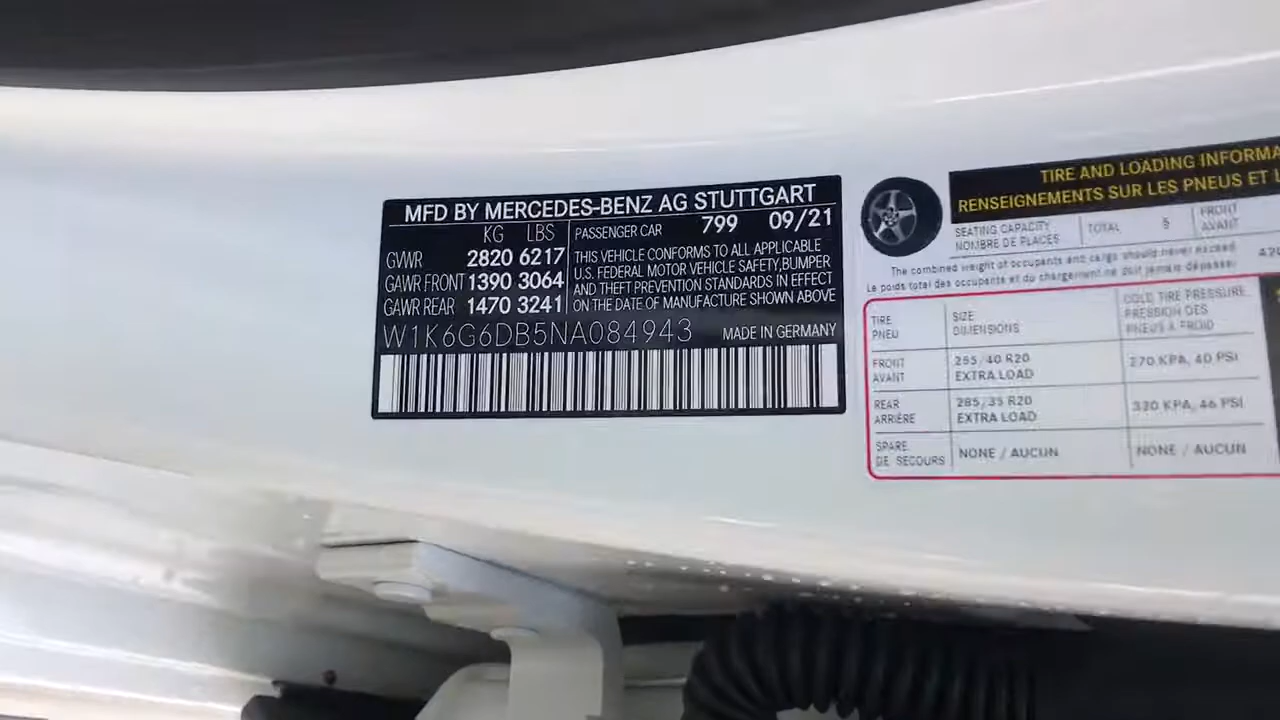 MFD BY MERCEDES-BENZ AG STUTTGART
KG LBS PASSENGER CAR 799 09/21
GVWR 2820 6217
GAWR FRONT 1390 3064
GAWR REAR 1470 3241
THIS VEHICLE CONFORMS TO ALL APPLICABLE
U.S. FEDERAL MOTOR VEHICLE SAFETY,BUMPER
AND THEFT PREVENTION STANDARDS IN EFFECT
ON THE DATE OF MANUFACTURE SHOWN ABOVE
W1K6G6DB5NA084943 MADE IN GERMANY
TIRE AND LOADING INFORMA
RENSEIGNEMENTS SUR LES PNEUS ET L
SEATING CAPACITY
NOMBRE DE PLACES
TOTAL 5
FRONT
AVANT
The combined weight of occupants and cargo should never exceed 
Le poids total des occupants et du chargement ne doit jamais dépasser
TIRE
PNEU
SIZE
DIMENSIONS
COLD TIRE PRESSURE
PRESSION DES
PNEUS À FROID
FRONT
AVANT
255/40 R20
EXTRA LOAD
270 KPA, 40 PSI
REAR
ARRIÈRE
285/35 R20
EXTRA LOAD
320 KPA, 46 PSI
SPARE
DE SECOURS
NONE / AUCUN
NONE / AUCUN